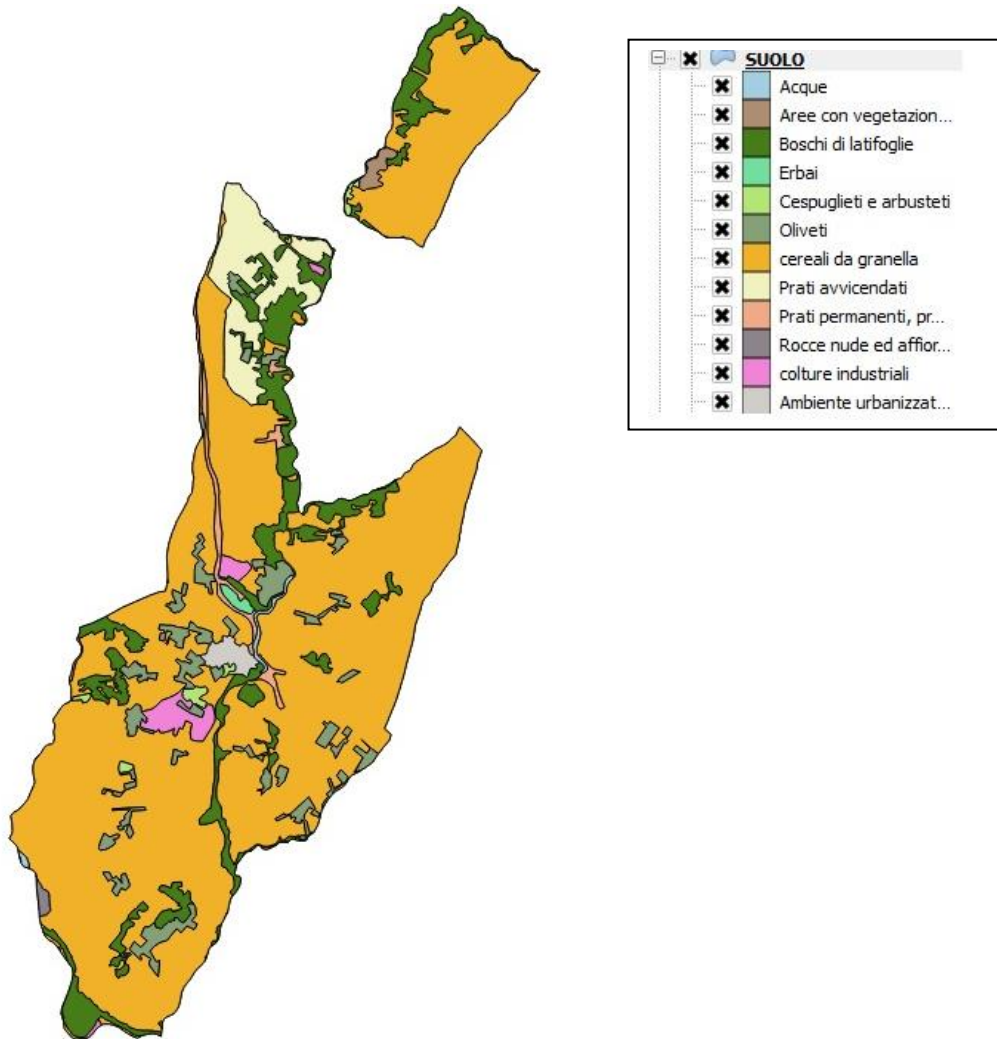 SUOLO
Acque
Aree con vegetazion...
Boschi di latifoglie
Erbai
Cespuglieti e arbusteti
Oliveti
cereali da granella
Prati avvicendati
Prati permanenti, pr...
Rocce nude ed affior...
colture industriali
Ambiente urbanizzat...